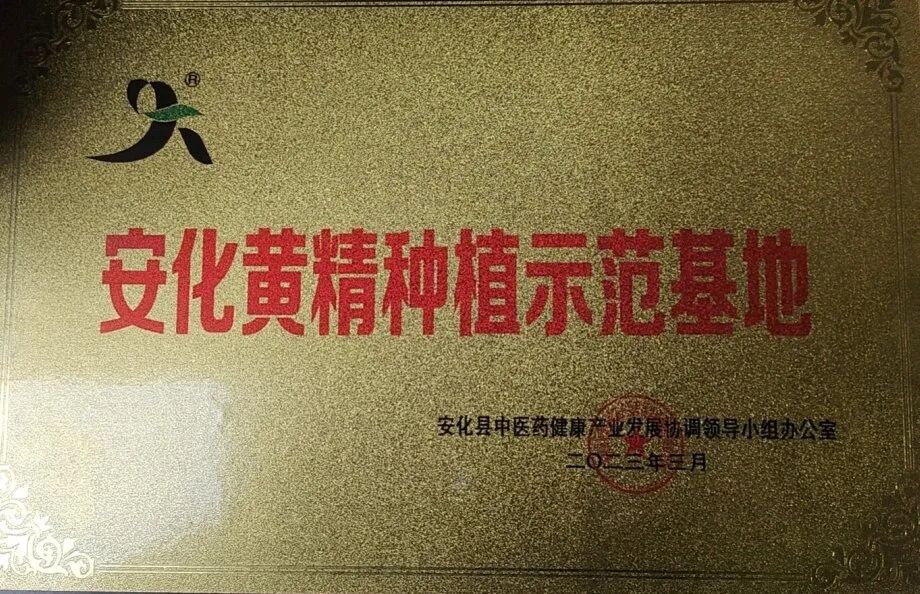 ®
安化黄精种植示范基地
安化县中医药健康产业发展协调领导小组办公室
二〇二三年三月